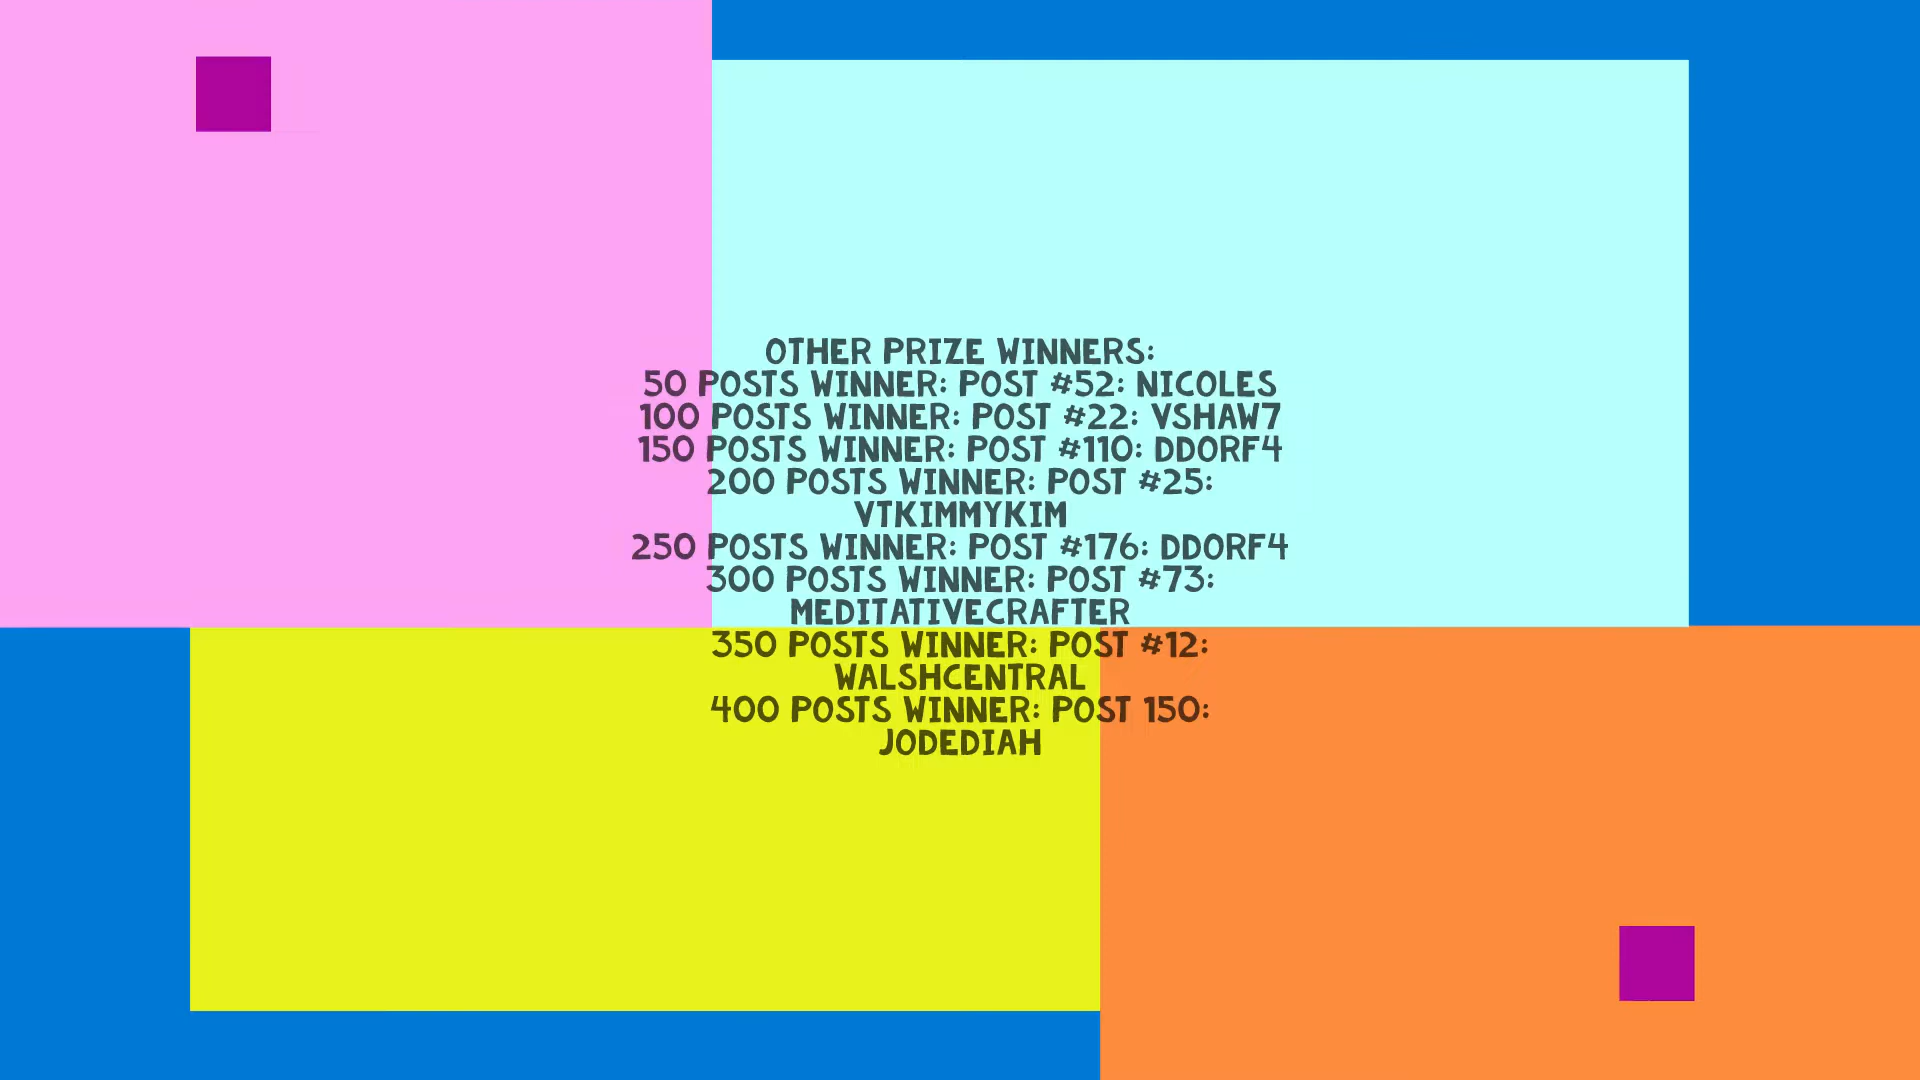 OTHER PRIZE WINNERS:
50 POSTS WINNER: POST #52: NICOLES
100 POSTS WINNER: POST #22: VSHAW7
150 POSTS WINNER: POST #110: DDORF4
200 POSTS WINNER: POST #25:
VTKIMMYKIM
250 POSTS WINNER: POST #176: DDORF4
300 POSTS WINNER: POST #73:
MEDITATIVECRAFTER
350 POSTS WINNER: POST #12:
WALSHCENTRAL
400 POSTS WINNER: POST 150:
JODEDIAH